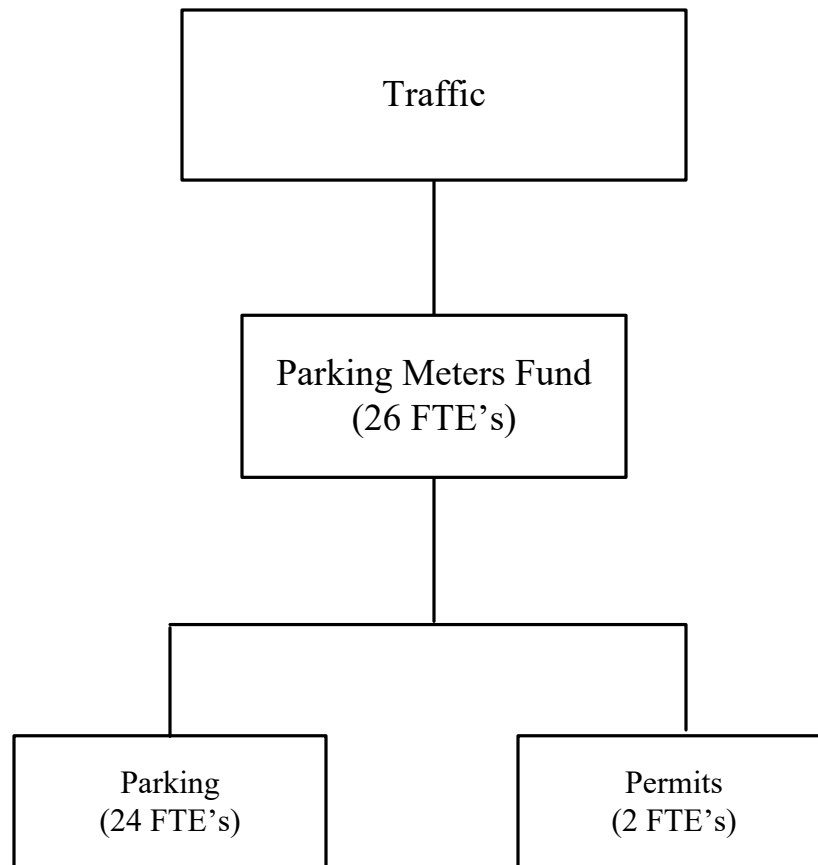 Traffic
Parking Meters Fund
(26 FTE’s)
Parking
(24 FTE’s)
Permits
(2 FTE’s)